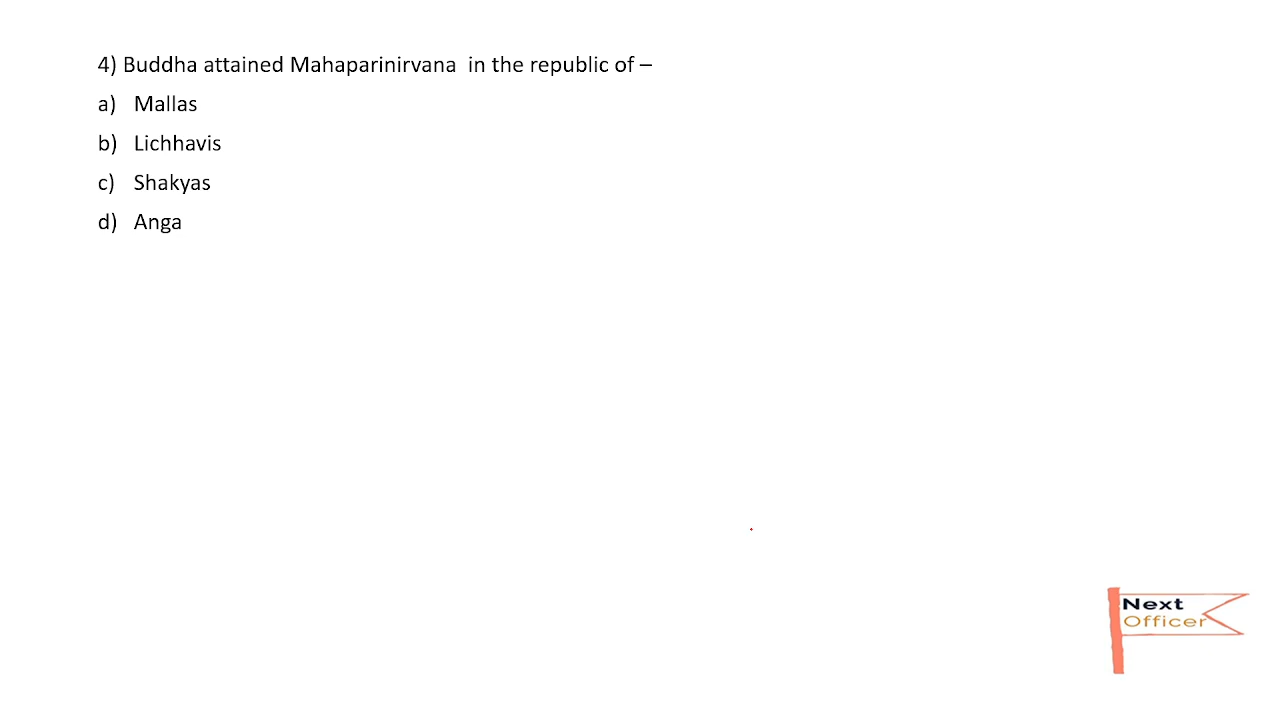 4) Buddha attained Mahaparinirvana  in the republic of –
a) Mallas
b) Lichhavis
c) Shakyas
d) Anga
Next
Officer